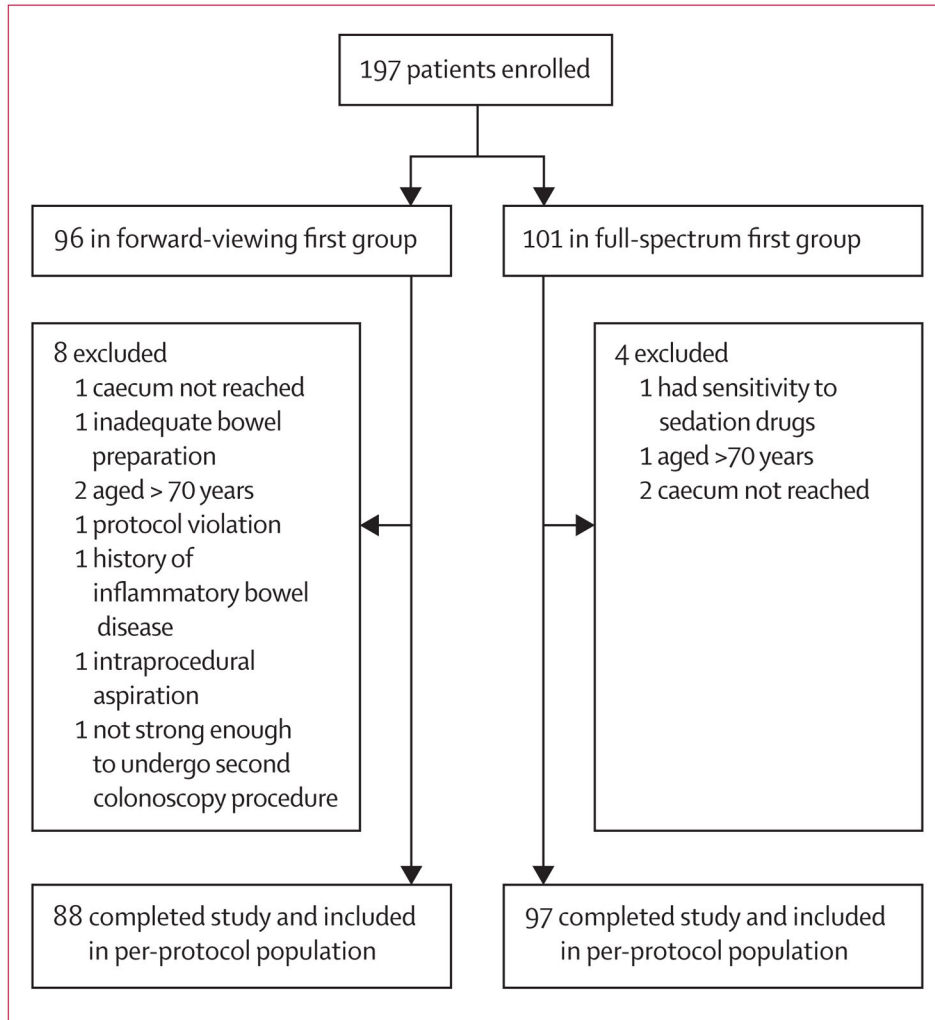 197 patients enrolled
96 in forward-viewing first group
101 in full-spectrum first group
8 excluded
1 caecum not reached
1 inadequate bowel
preparation
2 aged > 70 years
1 protocol violation
1 history of
inflammatory bowel
disease
1 intraprocedural
aspiration
1 not strong enough
to undergo second
colonoscopy procedure
4 excluded
1 had sensitivity to
sedation drugs
1 aged >70 years
2 caecum not reached
88 completed study and included
in per-protocol population
97 completed study and included
in per-protocol population